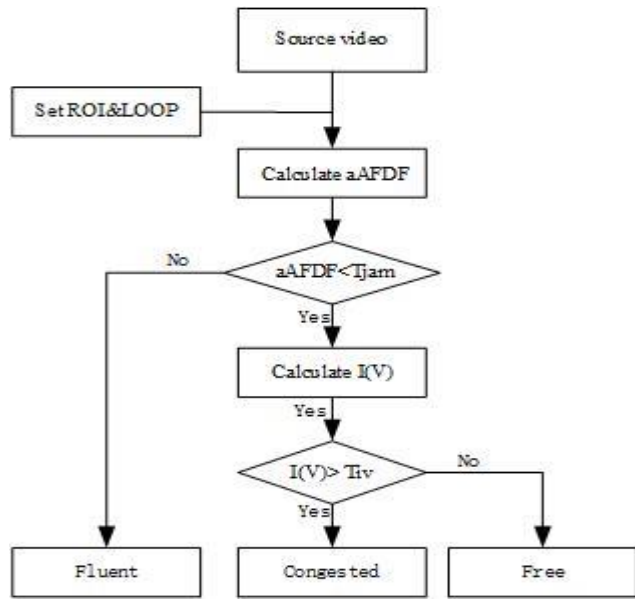 Source video
Set ROI&LOOP
Calculate aAFDF
No
aAFDF<Tjam
Yes
Calculate I(V)
Yes
I(V)> Tiv
No
Yes
Fluent
Congested
Free